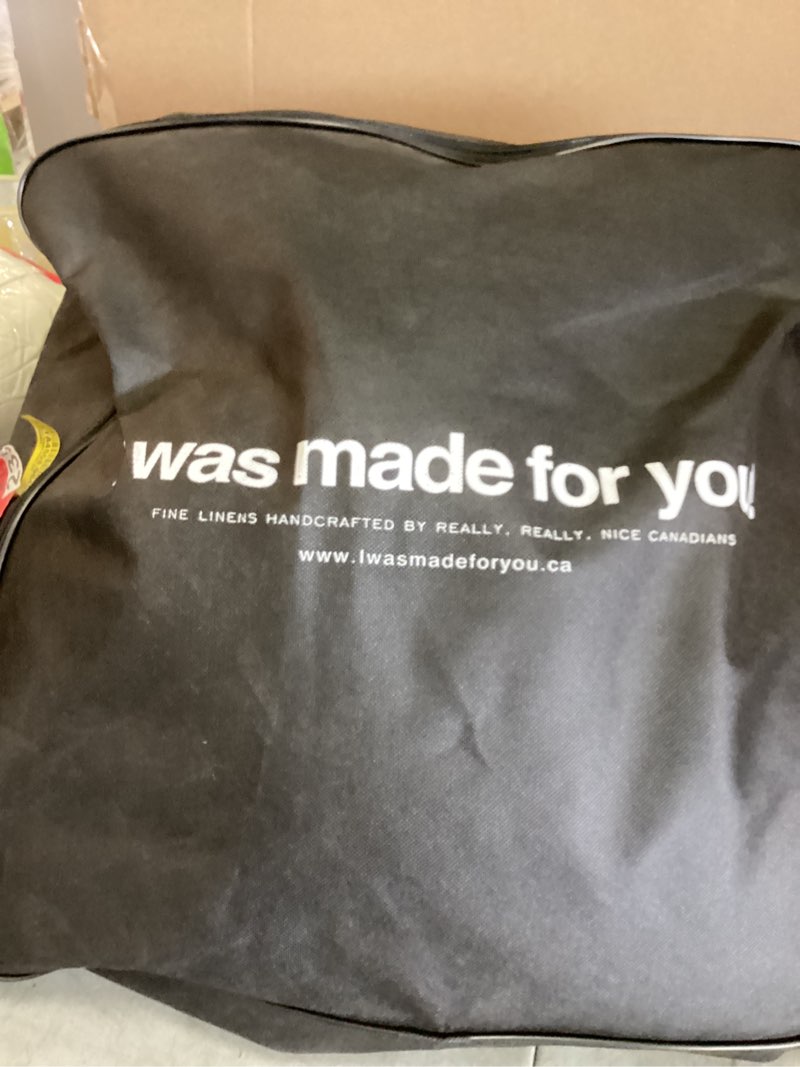 was made for you
FINE LINENS HANDCRAFTED BY REALLY, REALLY, NICE CANADIANS
www.Iwasmadeforyou.ca